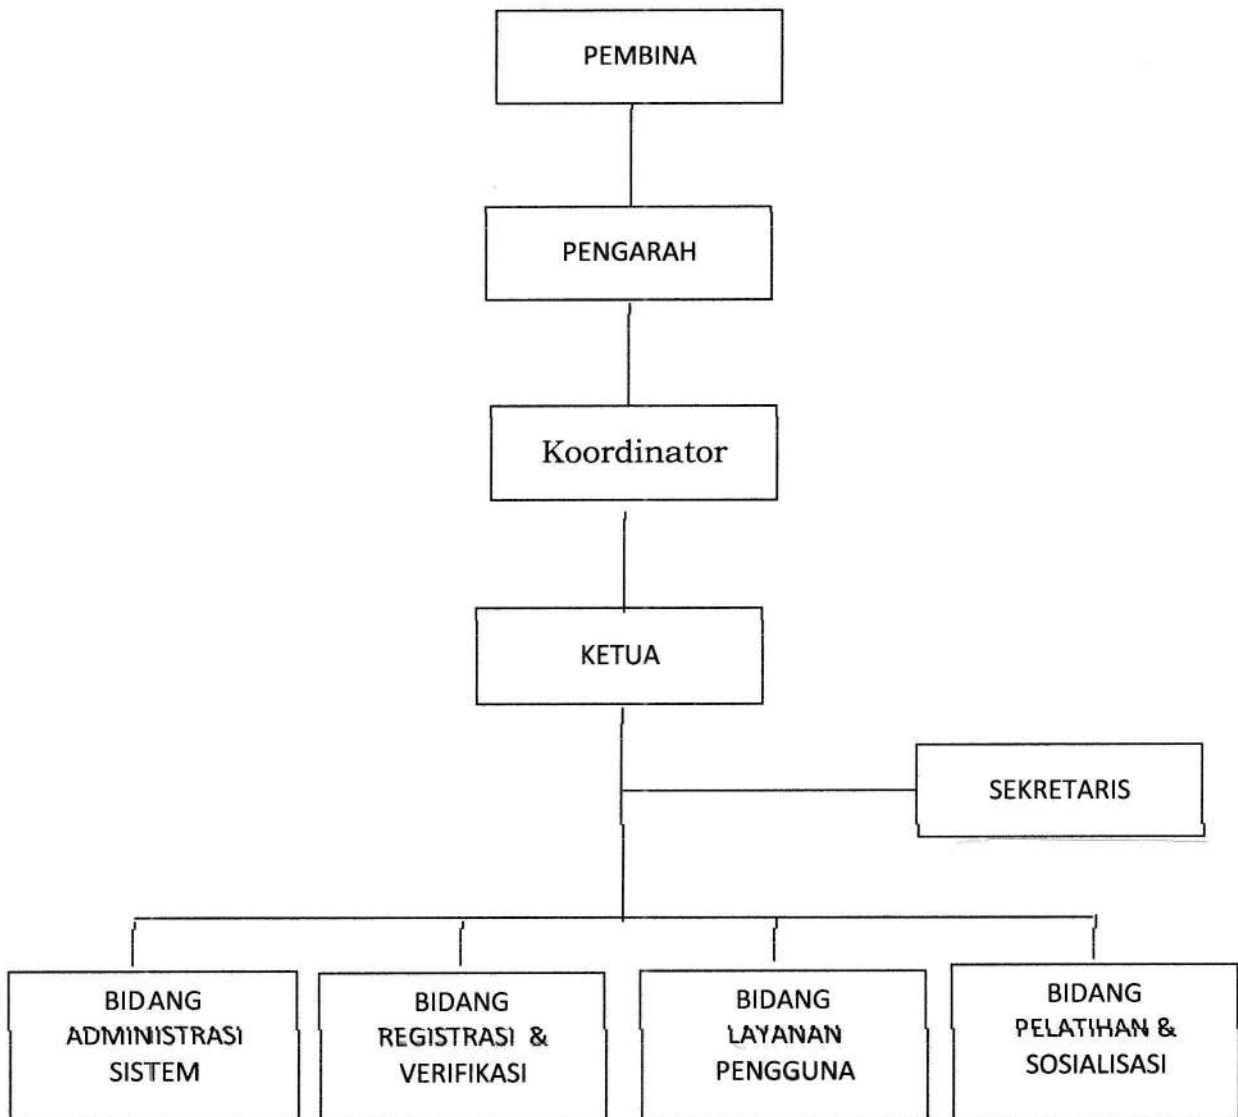 PEMBINA
PENGARAH
Koordinator
KETUA
SEKRETARIS
BIDANG
ADMINISTRASI
SISTEM
BIDANG
REGISTRASI &
VERIFIKASI
BIDANG
LAYANAN
PENGGUNA
BIDANG
PELATIHAN &
SOSIALISASI